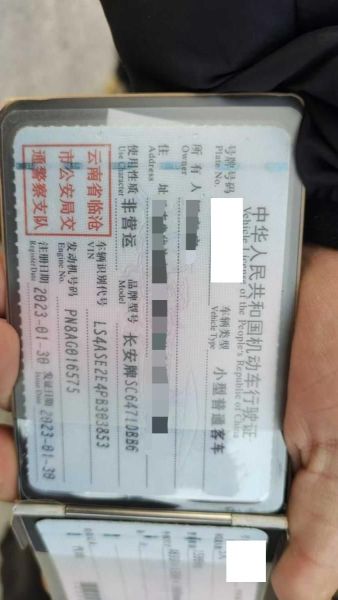 中华人民共和国机动车行驶证
Vehicle License of the People's Republic of China
号牌号码
Plate No.
车辆类型
Vehicle Type
小型普通客车
所有人
Owner
住址
Address
使用性质
Use Character
非营运
品牌型号
Model
长安牌SC6471DBB6
云南省临沧
市公安局交
通警察支队
车辆识别代号
VIN
LS4ASE2E4PB303853
发动机号码
Engine No.
PN8A0016575
注册日期
Register Date
2023-01-30
发证日期
Issue Date
2023-01-30